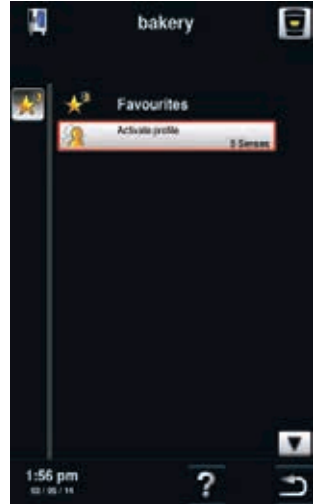 bakery
Favourites
Activate profile
5 Senses
1:56 pm
?